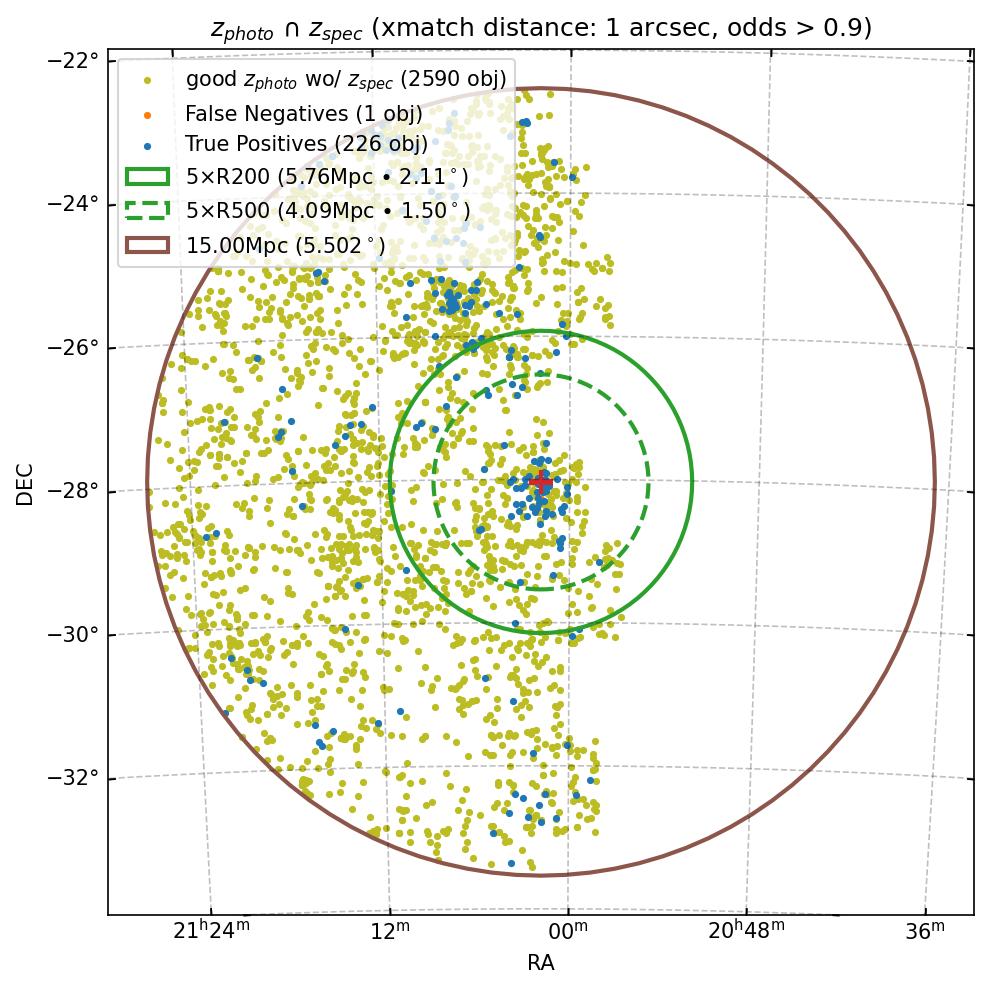 z_photo ∩ z_spec (xmatch distance: 1 arcsec, odds > 0.9)
good z_photo wo/ z_spec (2590 obj)
False Negatives (1 obj)
True Positives (226 obj)
5×R200 (5.76Mpc • 2.11°)
5×R500 (4.09Mpc • 1.50°)
15.00Mpc (5.502°)
−22°
−24°
−26°
−28°
−30°
−32°
DEC
21h24m 12m 00m 20h48m 36m
RA